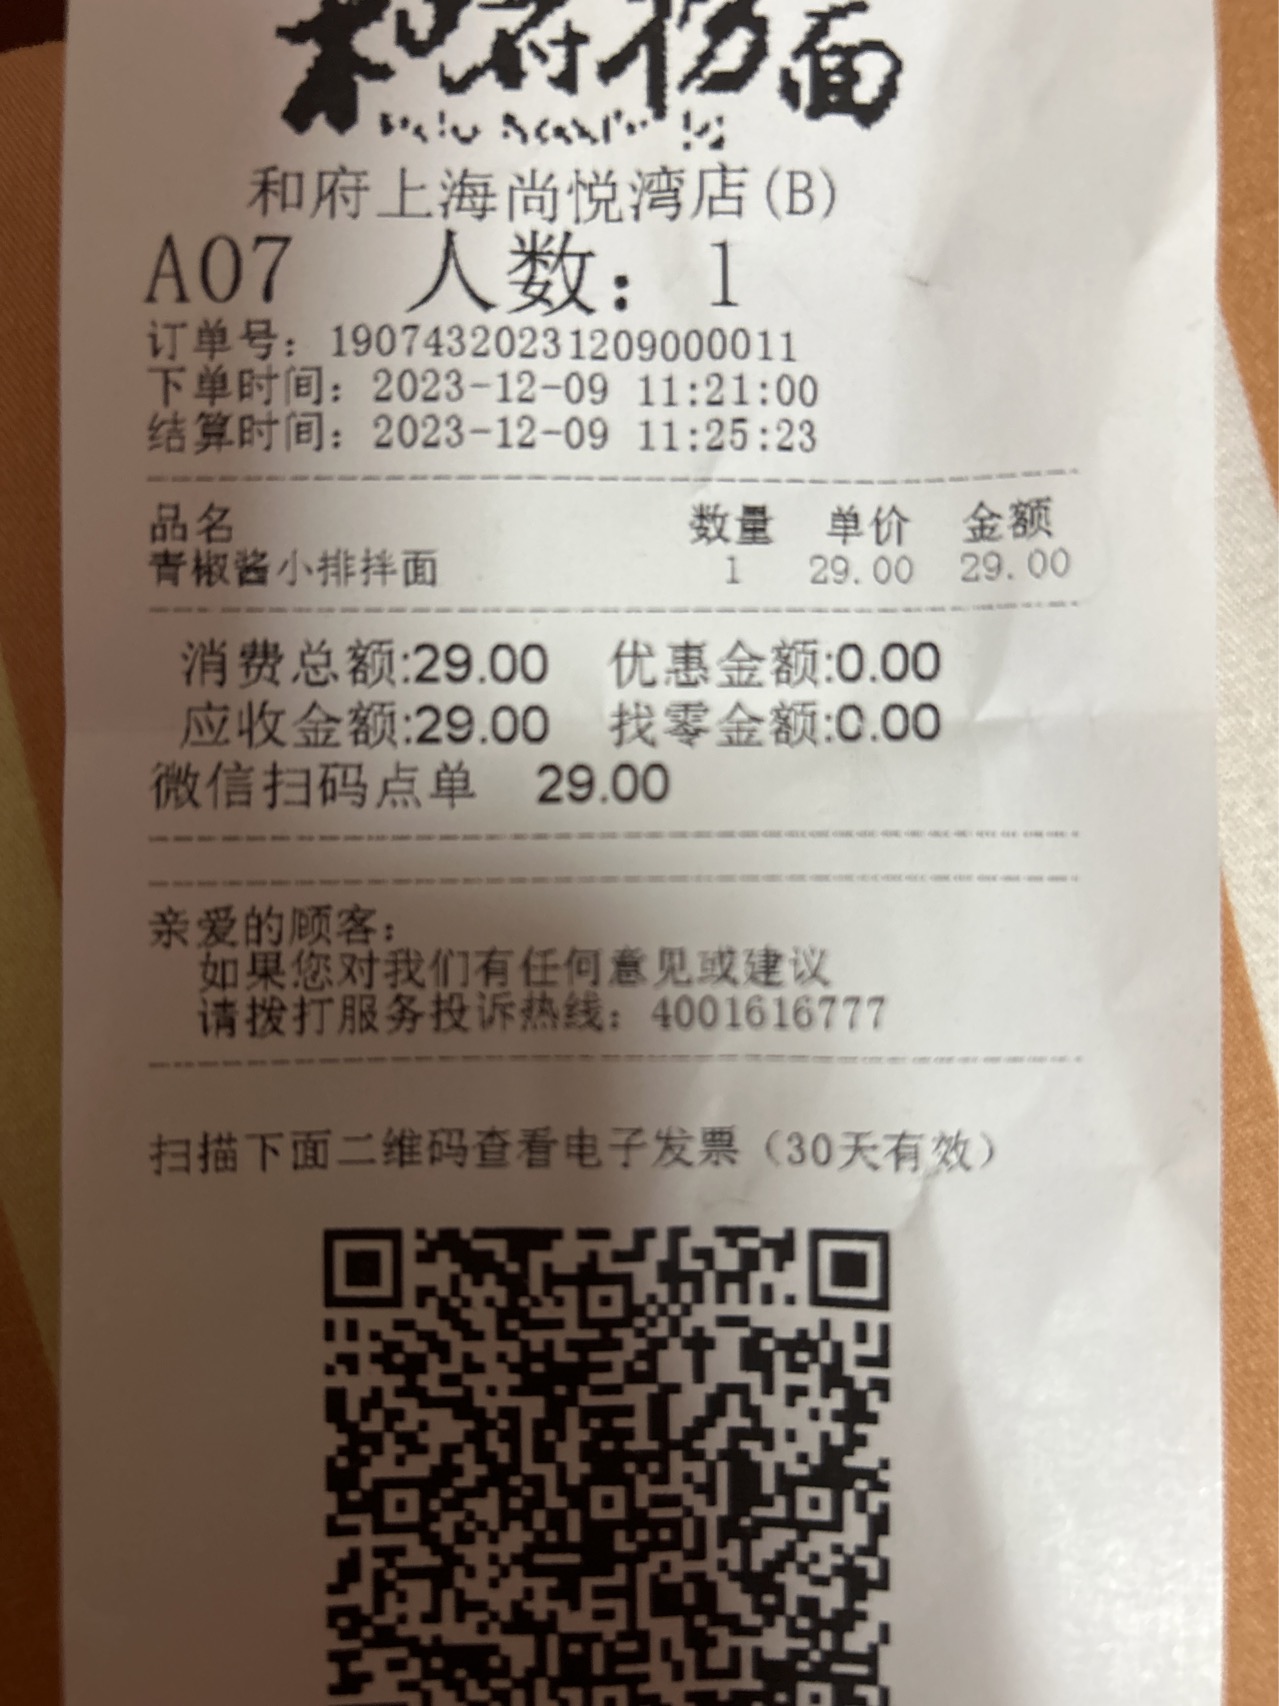 和府捞面
和府上海尚悦湾店(B)
A07 人数: 1
订单号: 19074320231209000011
下单时间: 2023-12-09 11:21:00
结算时间: 2023-12-09 11:25:23
品名 数量 单价 金额
青椒酱小排拌面 1 29.00 29.00
消费总额:29.00 优惠金额:0.00
应收金额:29.00 找零金额:0.00
微信扫码点单 29.00
亲爱的顾客:
如果您对我们有任何意见或建议
请拨打服务投诉热线: 4001616777
扫描下面二维码查看电子发票（30天有效）